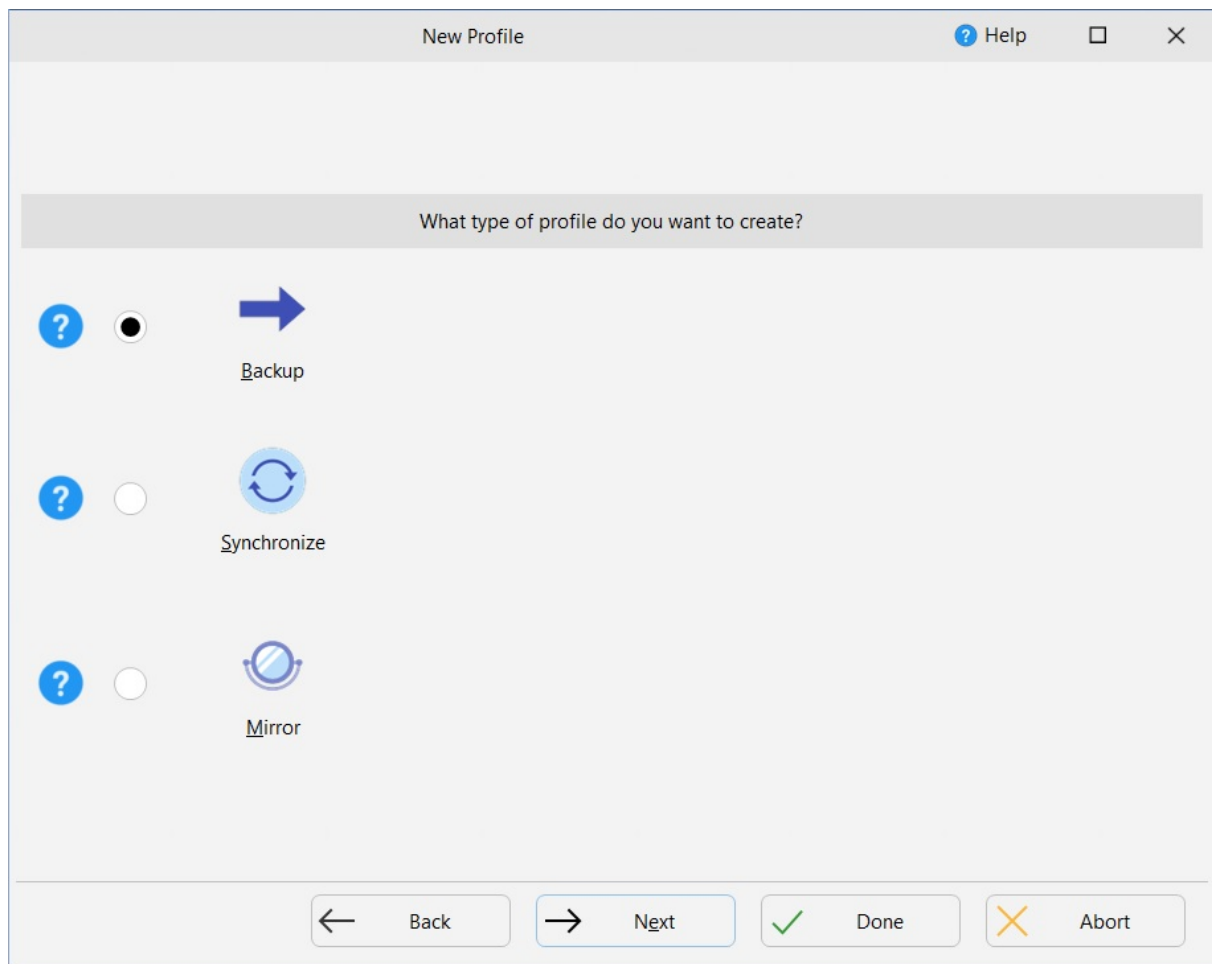 New Profile
Help
What type of profile do you want to create?
Backup
Synchronize
Mirror
Back
Next
Done
Abort